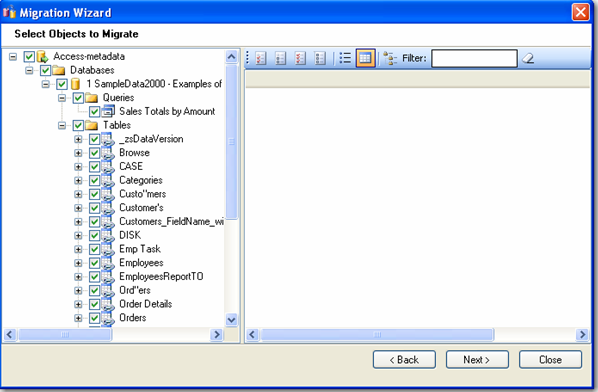 Migration Wizard
Select Objects to Migrate
Access-metadata
Databases
1 SampleData2000 - Examples of
Queries
Sales Totals by Amount
Tables
_zsDataVersion
Browse
CASE
Categories
Custo"mers
Customer's
Customers_FieldName_wi
DISK
Emp Task
Employees
EmployeesReportTO
Ord"ers
Order Details
Orders
Filter:
< Back
Next >
Close